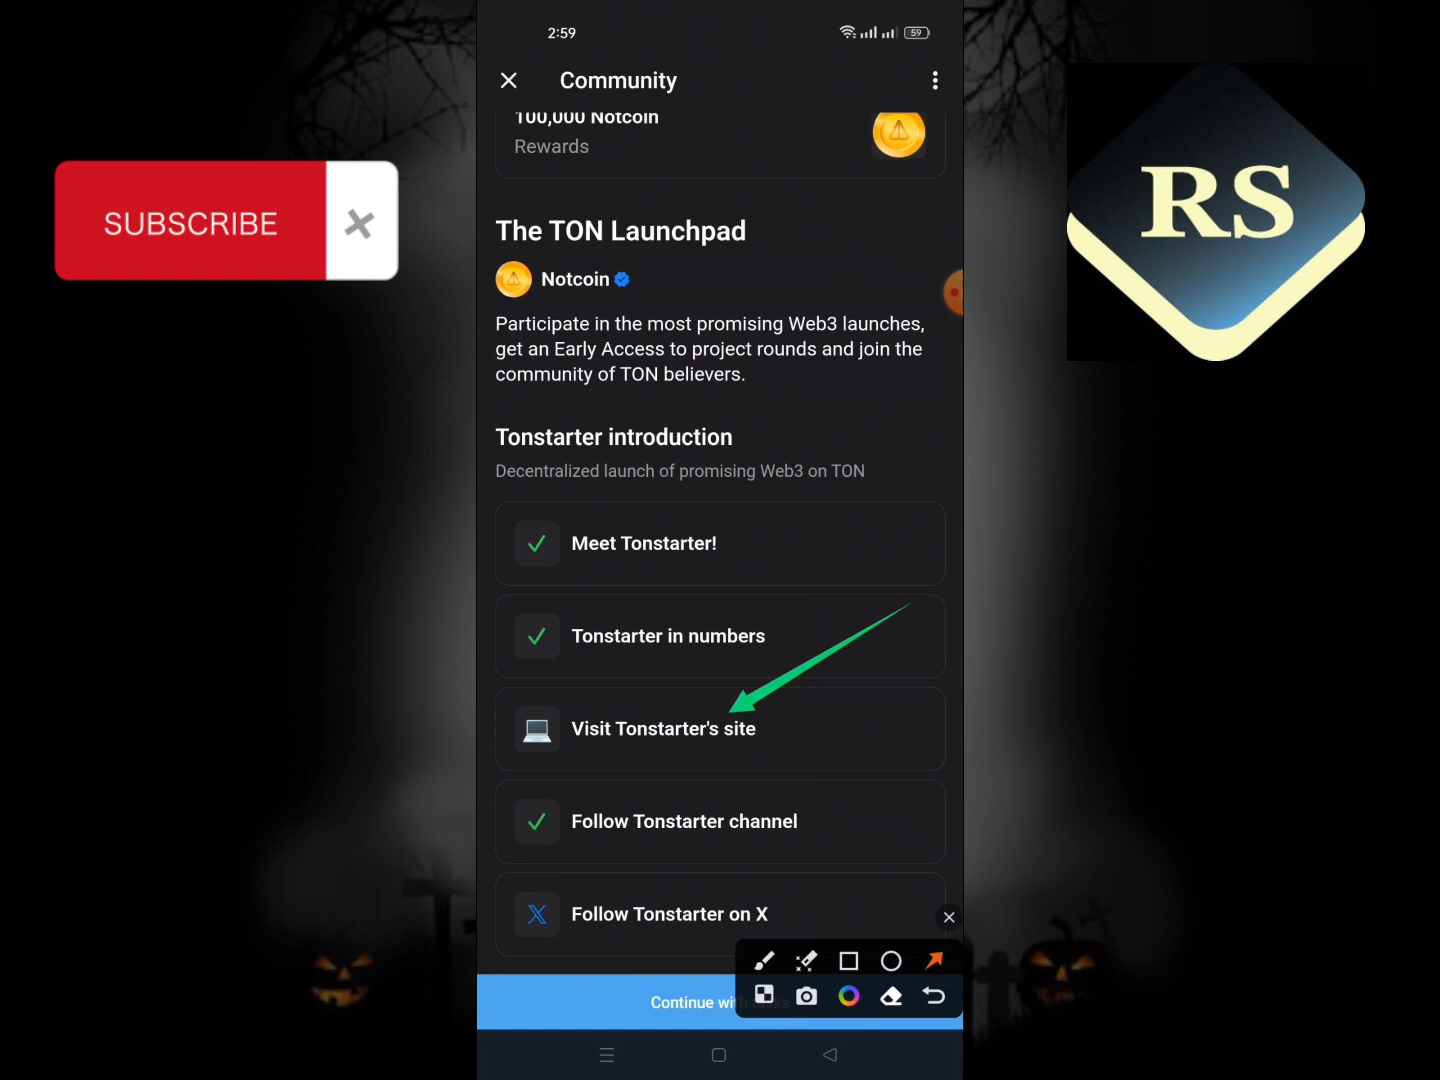 2:59
59
Community
100,000 Notcoin
Rewards
SUBSCRIBE
RS
The TON Launchpad
Notcoin
Participate in the most promising Web3 launches,
get an Early Access to project rounds and join the
community of TON believers.
Tonstarter introduction
Decentralized launch of promising Web3 on TON
Meet Tonstarter!
Tonstarter in numbers
Visit Tonstarter's site
Follow Tonstarter channel
Follow Tonstarter on X
Continue